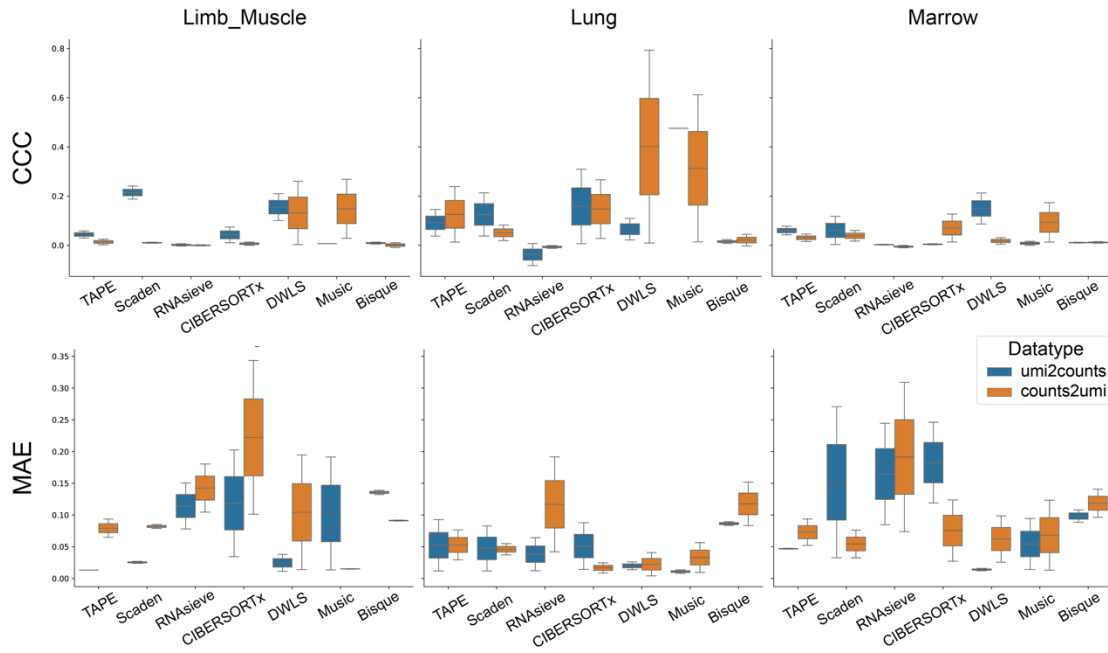 Limb_Muscle Lung Marrow
CCC
0.8
0.6
0.4
0.2
0.0
TAPE Scaden RNAsieve CIBERSORTx DWLS Music Bisque
TAPE Scaden RNAsieve CIBERSORTx DWLS Music Bisque
TAPE Scaden RNAsieve CIBERSORTx DWLS Music Bisque
MAE
0.35
0.30
0.25
0.20
0.15
0.10
0.05
0.00
Datatype
umi2counts
counts2umi
TAPE Scaden RNAsieve CIBERSORTx DWLS Music Bisque
TAPE Scaden RNAsieve CIBERSORTx DWLS Music Bisque
TAPE Scaden RNAsieve CIBERSORTx DWLS Music Bisque